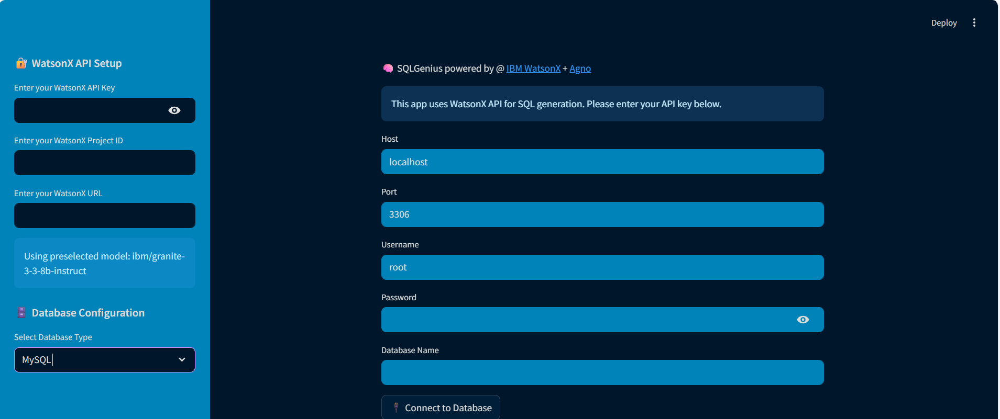 Deploy
WatsonX API Setup
Enter your WatsonX API Key
Enter your WatsonX Project ID
Enter your WatsonX URL
Using preselected model: ibm/granite-
3-3-8b-instruct
Database Configuration
Select Database Type
MySQL
SQLGenius powered by @ IBM WatsonX + Agno
This app uses WatsonX API for SQL generation. Please enter your API key below.
Host
localhost
Port
3306
Username
root
Password
Database Name
Connect to Database